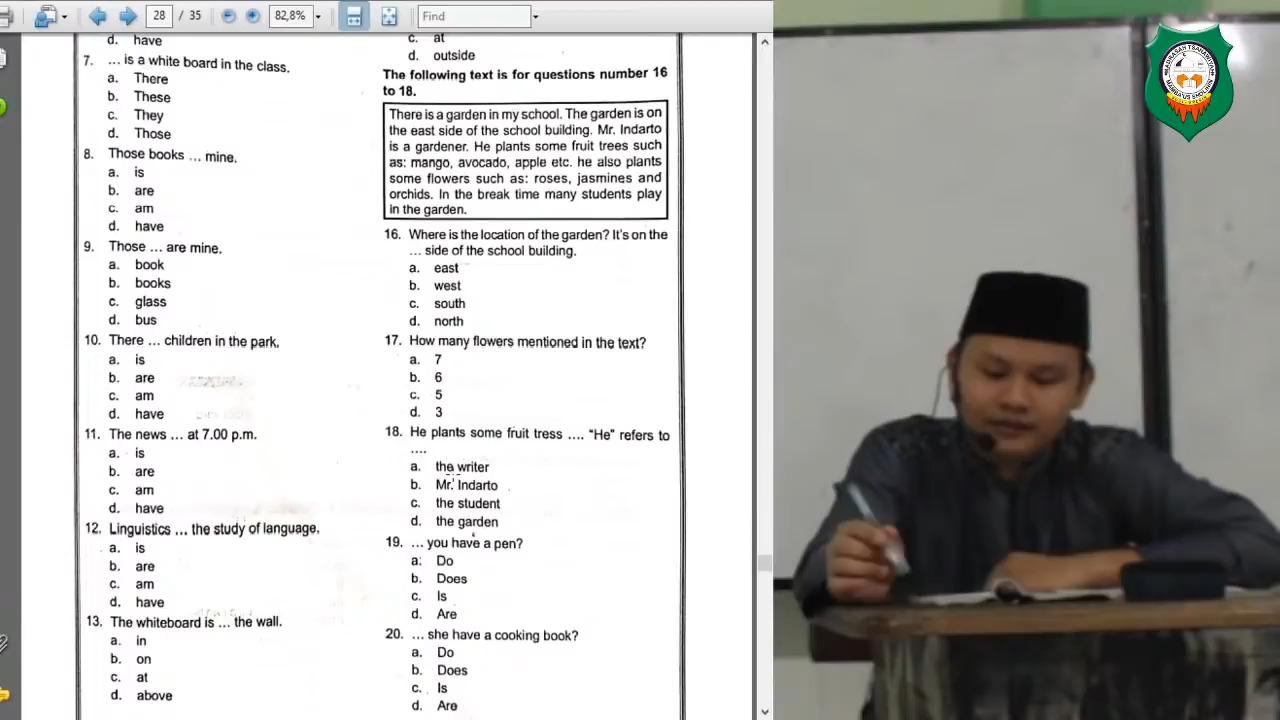 28 / 35
82,8%
Find
d. have
7. ... is a white board in the class.
a. There
b. These
c. They
d. Those
8. Those books ... mine.
a. is
b. are
c. am
d. have
9. Those ... are mine.
a. book
b. books
c. glass
d. bus
10. There ... children in the park.
a. is
b. are
c. am
d. have
11. The news ... at 7.00 p.m.
a. is
b. are
c. am
d. have
12. Linguistics ... the study of language.
a. is
b. are
c. am
d. have
13. The whiteboard is ... the wall.
a. in
b. on
c. at
d. above
c. at
d. outside
The following text is for questions number 16
to 18.
There is a garden in my school. The garden is on
the east side of the school building. Mr. Indarto
is a gardener. He plants some fruit trees such
as: mango, avocado, apple etc. he also plants
some flowers such as: roses, jasmines and
orchids. In the break time many students play
in the garden.
16. Where is the location of the garden? It's on the
... side of the school building.
a. east
b. west
c. south
d. north
17. How many flowers mentioned in the text?
a. 7
b. 6
c. 5
d. 3
18. He plants some fruit tress .... "He" refers to
....
a. the writer
b. Mr. Indarto
c. the student
d. the garden
19. ... you have a pen?
a. Do
b. Does
c. Is
d. Are
20. ... she have a cooking book?
a. Do
b. Does
c. Is
d. Are